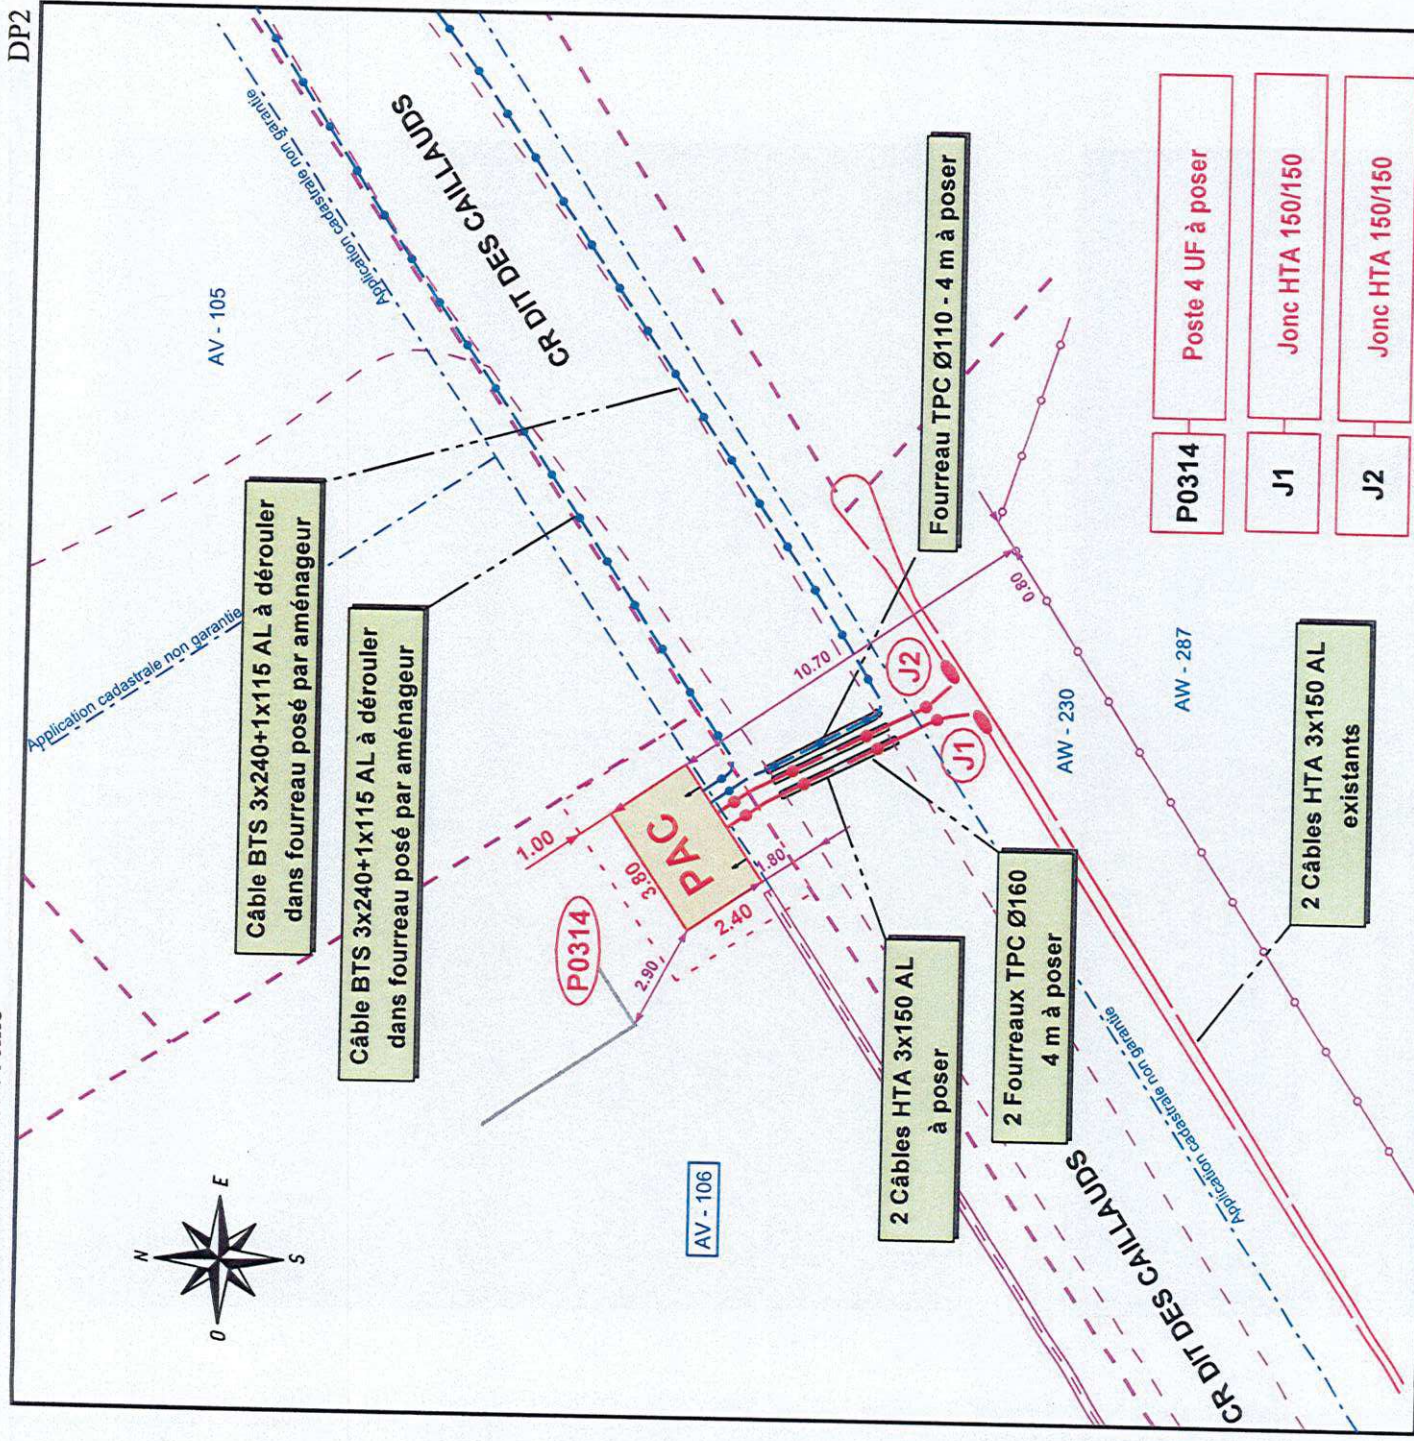 DP2
AV - 105
Application cadastrale non garantie
CR DIT DES CAILLAUDS
Application cadastrale non garantie
Câble BTS 3x240+1x115 AL à dérouler
dans fourreau posé par aménageur
Câble BTS 3x240+1x115 AL à dérouler
dans fourreau posé par aménageur
Fourreau TPC Ø110 - 4 m à poser
P0314
Poste 4 UF à poser
J1
Jonc HTA 150/150
J2
Jonc HTA 150/150
10.70
0.80
J2
J1
AW - 230
AW - 287
PAC
1.00
3.80
2.40
1.80
2.90
P0314
2 Câbles HTA 3x150 AL
existants
2 Câbles HTA 3x150 AL
à poser
2 Fourreaux TPC Ø160
4 m à poser
Application cadastrale non garantie
CR DIT DES CAILLAUDS
AV - 106
N
E
S
O